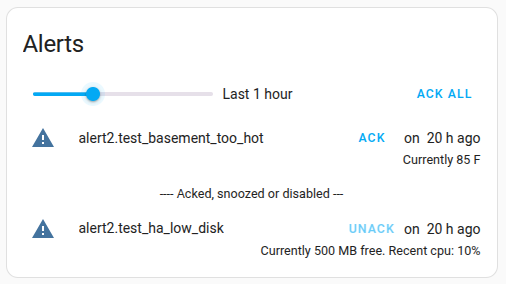 Alerts
Last 1 hour ACK ALL
alert2.test_basement_too_hot ACK on 20 h ago
Currently 85 F
---- Acked, snoozed or disabled ---
alert2.test_ha_low_disk UNACK on 20 h ago
Currently 500 MB free. Recent cpu: 10%